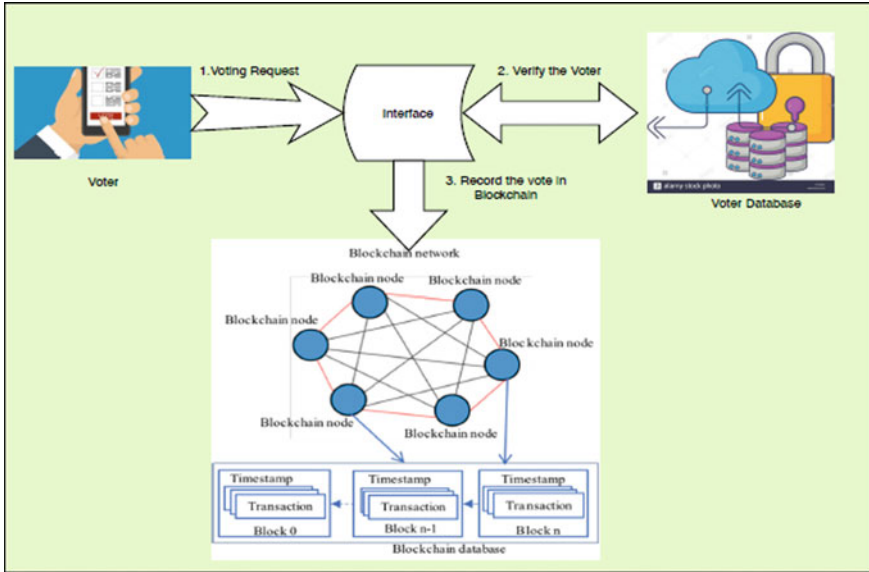 1.Voting Request
2. Verify the Voter
Interface
Voter
3. Record the vote in
Blockchain
alamy stock photo
Voter Database
Blockchain network
Blockchain node
Blockchain node
Blockchain node
Blockchain node
Blockchain node
Blockchain node
Timestamp
Timestamp
Timestamp
Transaction
Transaction
Transaction
Block 0
Block n-1
Block n
Blockchain database